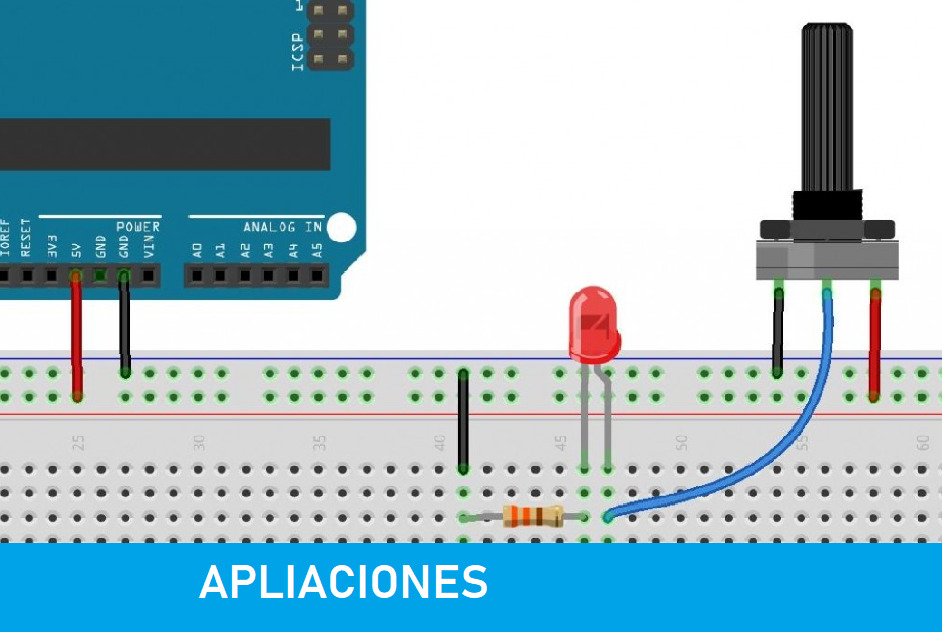 ICSP
1
IOREF
RESET
3V3
5V
GND
GND
VIN
POWER
ANALOG IN
A0
A1
A2
A3
A4
A5
25
30
35
40
45
50
55
60
APLIACIONES